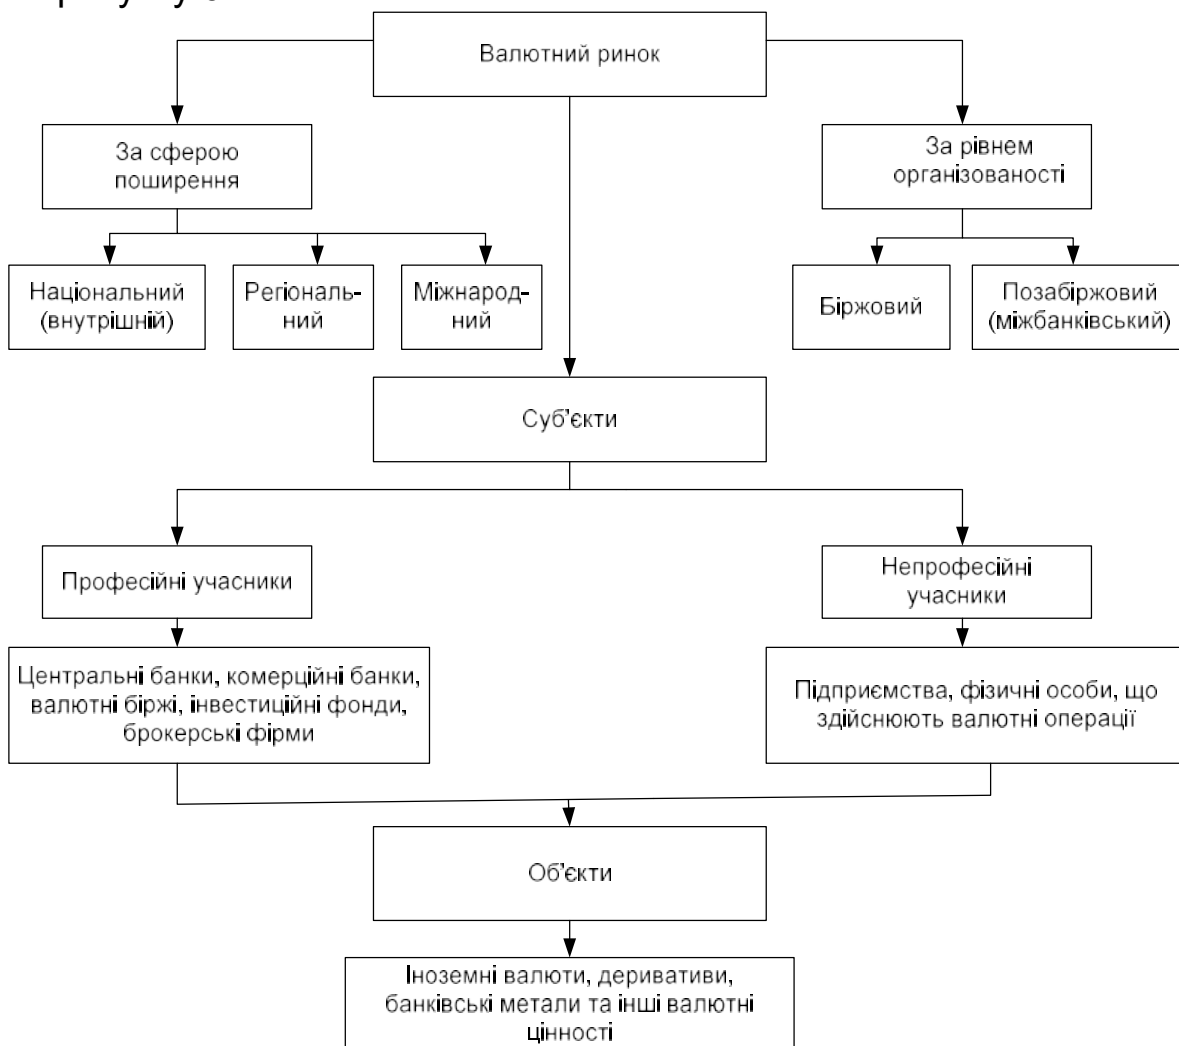 Валютний ринок
За сферою
поширення
За рівнем
організованості
Національний
(внутрішній)
Регіональ-
ний
Міжнарод-
ний
Біржовий
Позабіржовий
(міжбанківський)
Суб’єкти
Професійні учасники
Непрофесійні
учасники
Центральні банки, комерційні банки,
валютні біржі, інвестиційні фонди,
брокерські фірми
Підприємства, фізичні особи, що
здійснюють валютні операції
Об’єкти
Іноземні валюти, деривативи,
банківські метали та інші валютні
цінності